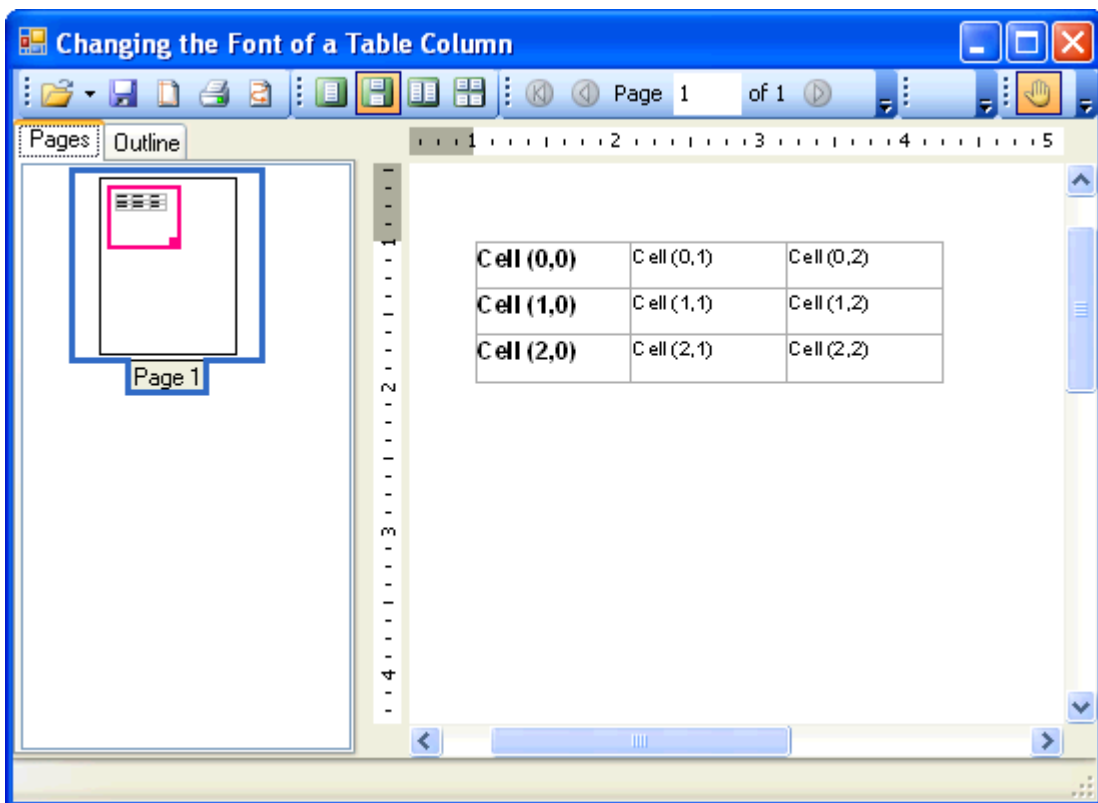 Changing the Font of a Table Column
Page 1 of 1
Pages Outline
1 2 3 4 5
Page 1
1
2
3
4
Cell (0,0) Cell (0,1) Cell (0,2)
Cell (1,0) Cell (1,1) Cell (1,2)
Cell (2,0) Cell (2,1) Cell (2,2)